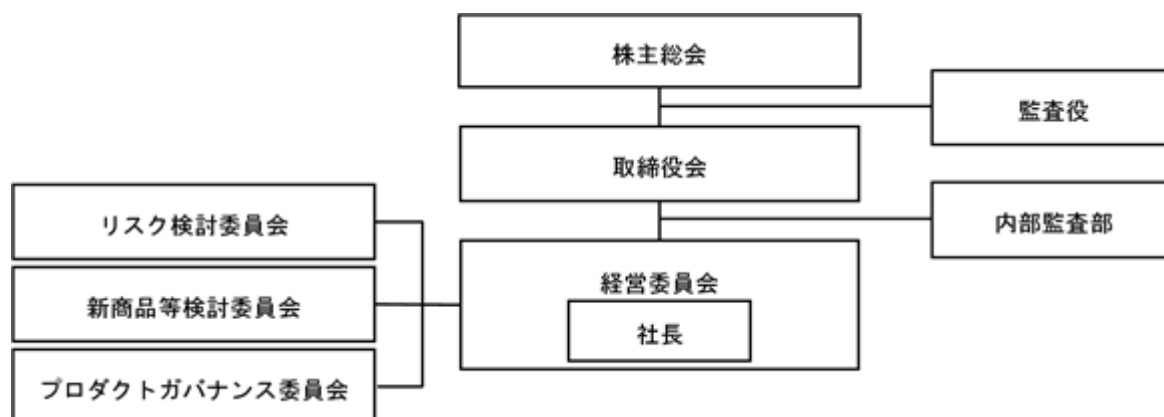 株主総会
監査役
取締役会
リスク検討委員会
内部監査部
経営委員会
新商品等検討委員会
社長
プロダクトガバナンス委員会